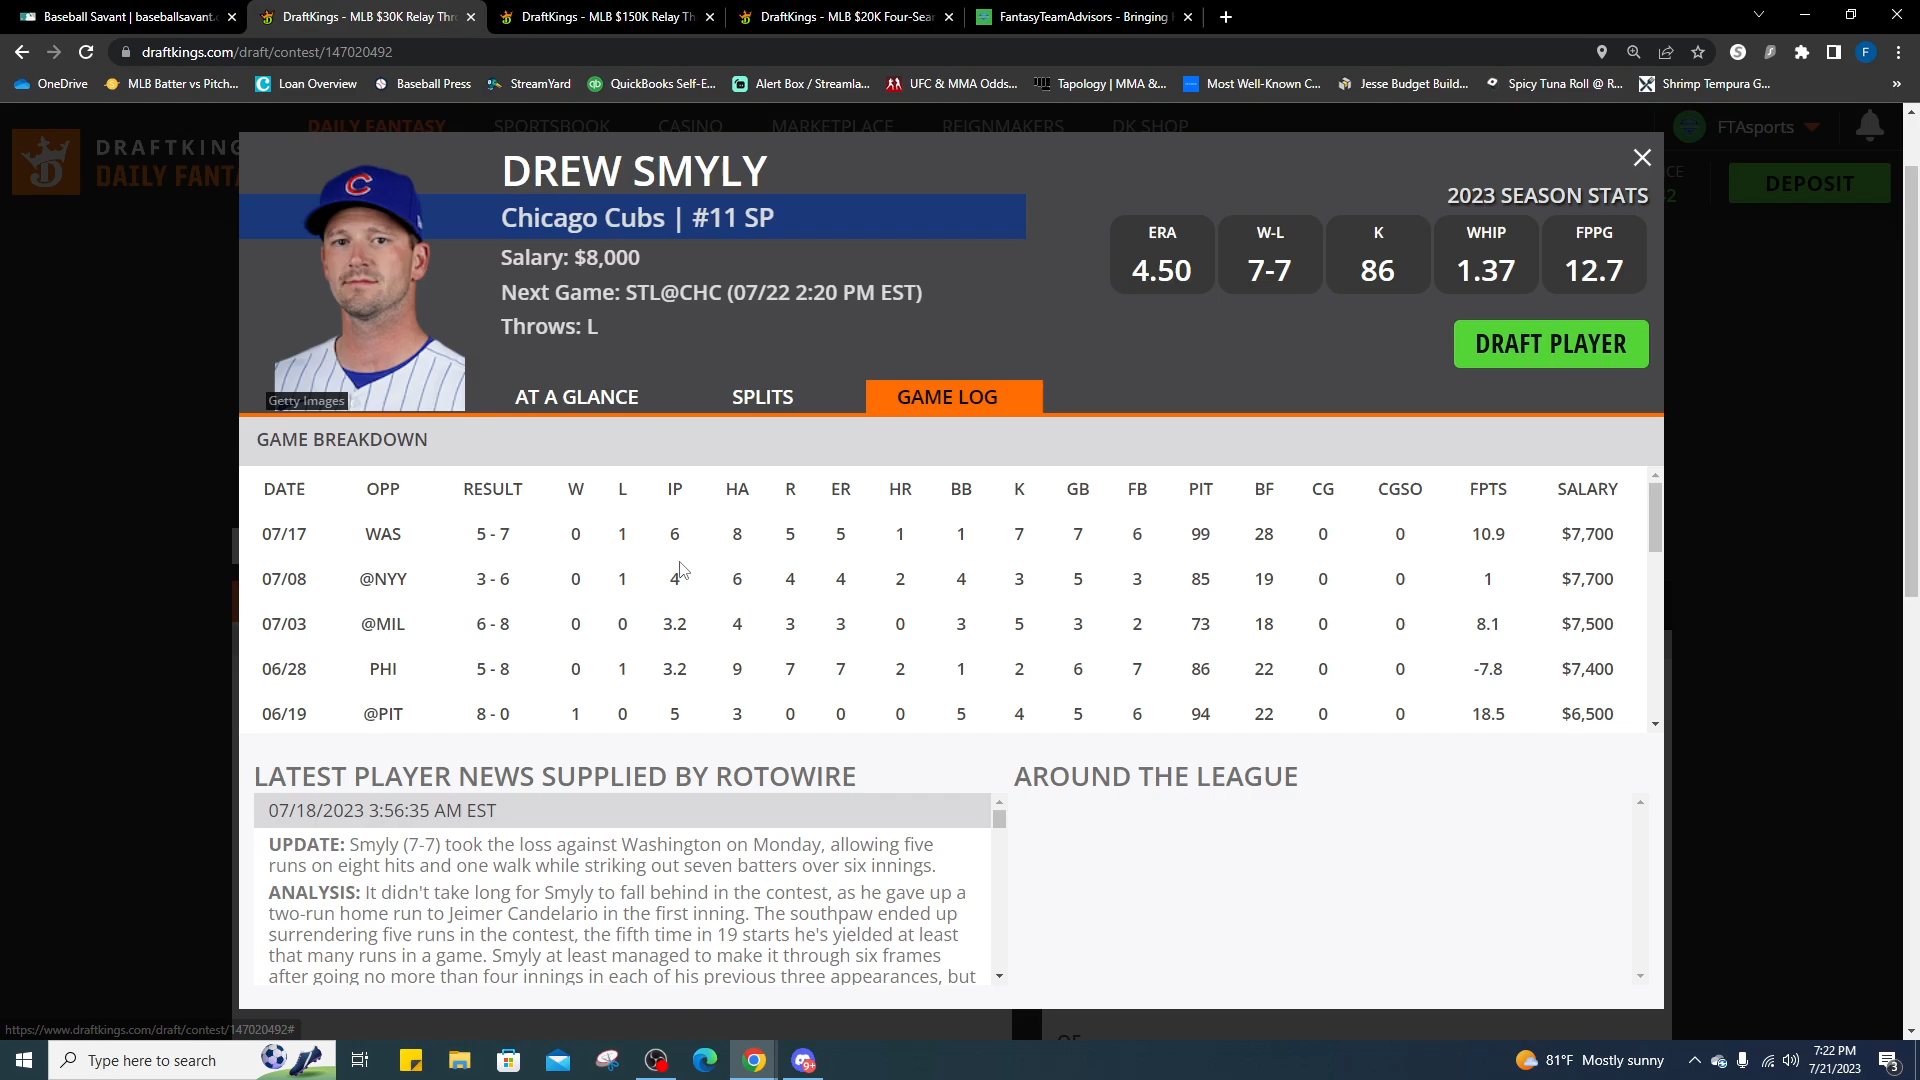 Baseball Savant | baseballsavant.
DraftKings - MLB $30K Relay Thr
DraftKings - MLB $150K Relay Th
DraftKings - MLB $20K Four-Sea
FantasyTeamAdvisors - Bringing
draftkings.com/draft/contest/147020492
F
OneDrive
MLB Batter vs Pitch...
Loan Overview
Baseball Press
StreamYard
QuickBooks Self-E...
Alert Box / Streamla...
UFC & MMA Odds...
Tapology | MMA &...
Most Well-Known C...
Jesse Budget Build...
Spicy Tuna Roll @ R...
Shrimp Tempura G...
DAILY FANTASY SPORTSBOOK CASINO MARKETPLACE REIGNMAKERS DK SHOP
FTAsports
DRAFTKING
DAILY FANTA
DEPOSIT
DREW SMYLY
Chicago Cubs | #11 SP
Salary: $8,000
Next Game: STL@CHC (07/22 2:20 PM EST)
Throws: L
2023 SEASON STATS
ERA W-L K WHIP FPPG
4.50 7-7 86 1.37 12.7
DRAFT PLAYER
Getty Images
AT A GLANCE SPLITS GAME LOG
GAME BREAKDOWN
DATE OPP RESULT W L IP HA R ER HR BB K GB FB PIT BF CG CGSO FPTS SALARY
07/17 WAS 5 - 7 0 1 6 8 5 5 1 1 7 7 6 99 28 0 0 10.9 $7,700
07/08 @NYY 3 - 6 0 1 4 6 4 4 2 4 3 5 3 85 19 0 0 1 $7,700
07/03 @MIL 6 - 8 0 0 3.2 4 3 3 0 3 5 3 2 73 18 0 0 8.1 $7,500
06/28 PHI 5 - 8 0 1 3.2 9 7 7 2 1 2 6 7 86 22 0 0 -7.8 $7,400
06/19 @PIT 8 - 0 1 0 5 3 0 0 0 5 4 5 6 94 22 0 0 18.5 $6,500
LATEST PLAYER NEWS SUPPLIED BY ROTOWIRE
AROUND THE LEAGUE
07/18/2023 3:56:35 AM EST
UPDATE: Smyly (7-7) took the loss against Washington on Monday, allowing five
runs on eight hits and one walk while striking out seven batters over six innings.
ANALYSIS: It didn't take long for Smyly to fall behind in the contest, as he gave up a
two-run home run to Jeimer Candelario in the first inning. The southpaw ended up
surrendering five runs in the contest, the fifth time in 19 starts he's yielded at least
that many runs in a game. Smyly at least managed to make it through six frames
after going no more than four innings in each of his previous three appearances, but
https://www.draftkings.com/draft/contest/147020492#
Type here to search
9+
81°F Mostly sunny
7:22 PM
7/21/2023
3